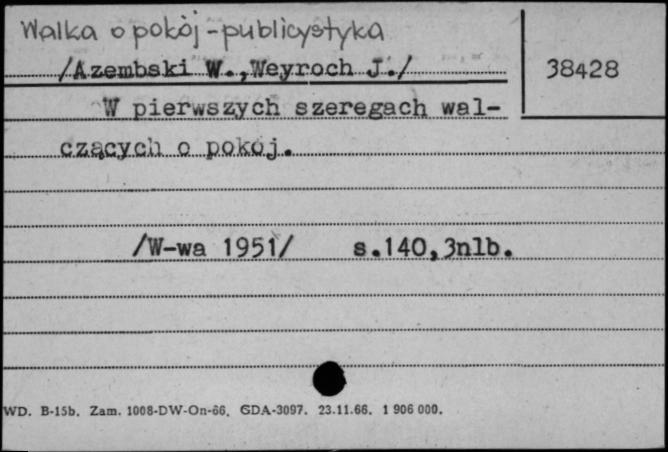 Walka o pokój - publicystyka
/Azembski W.,Weyroch J./
38428
W pierwszych szeregach wal-
czących o pokój.
/W-wa 1951/ s.140,3nlb.
WD. B-15b. Zam. 1008-DW-On-66. GDA-3097. 23.11.66. 1 906 000.